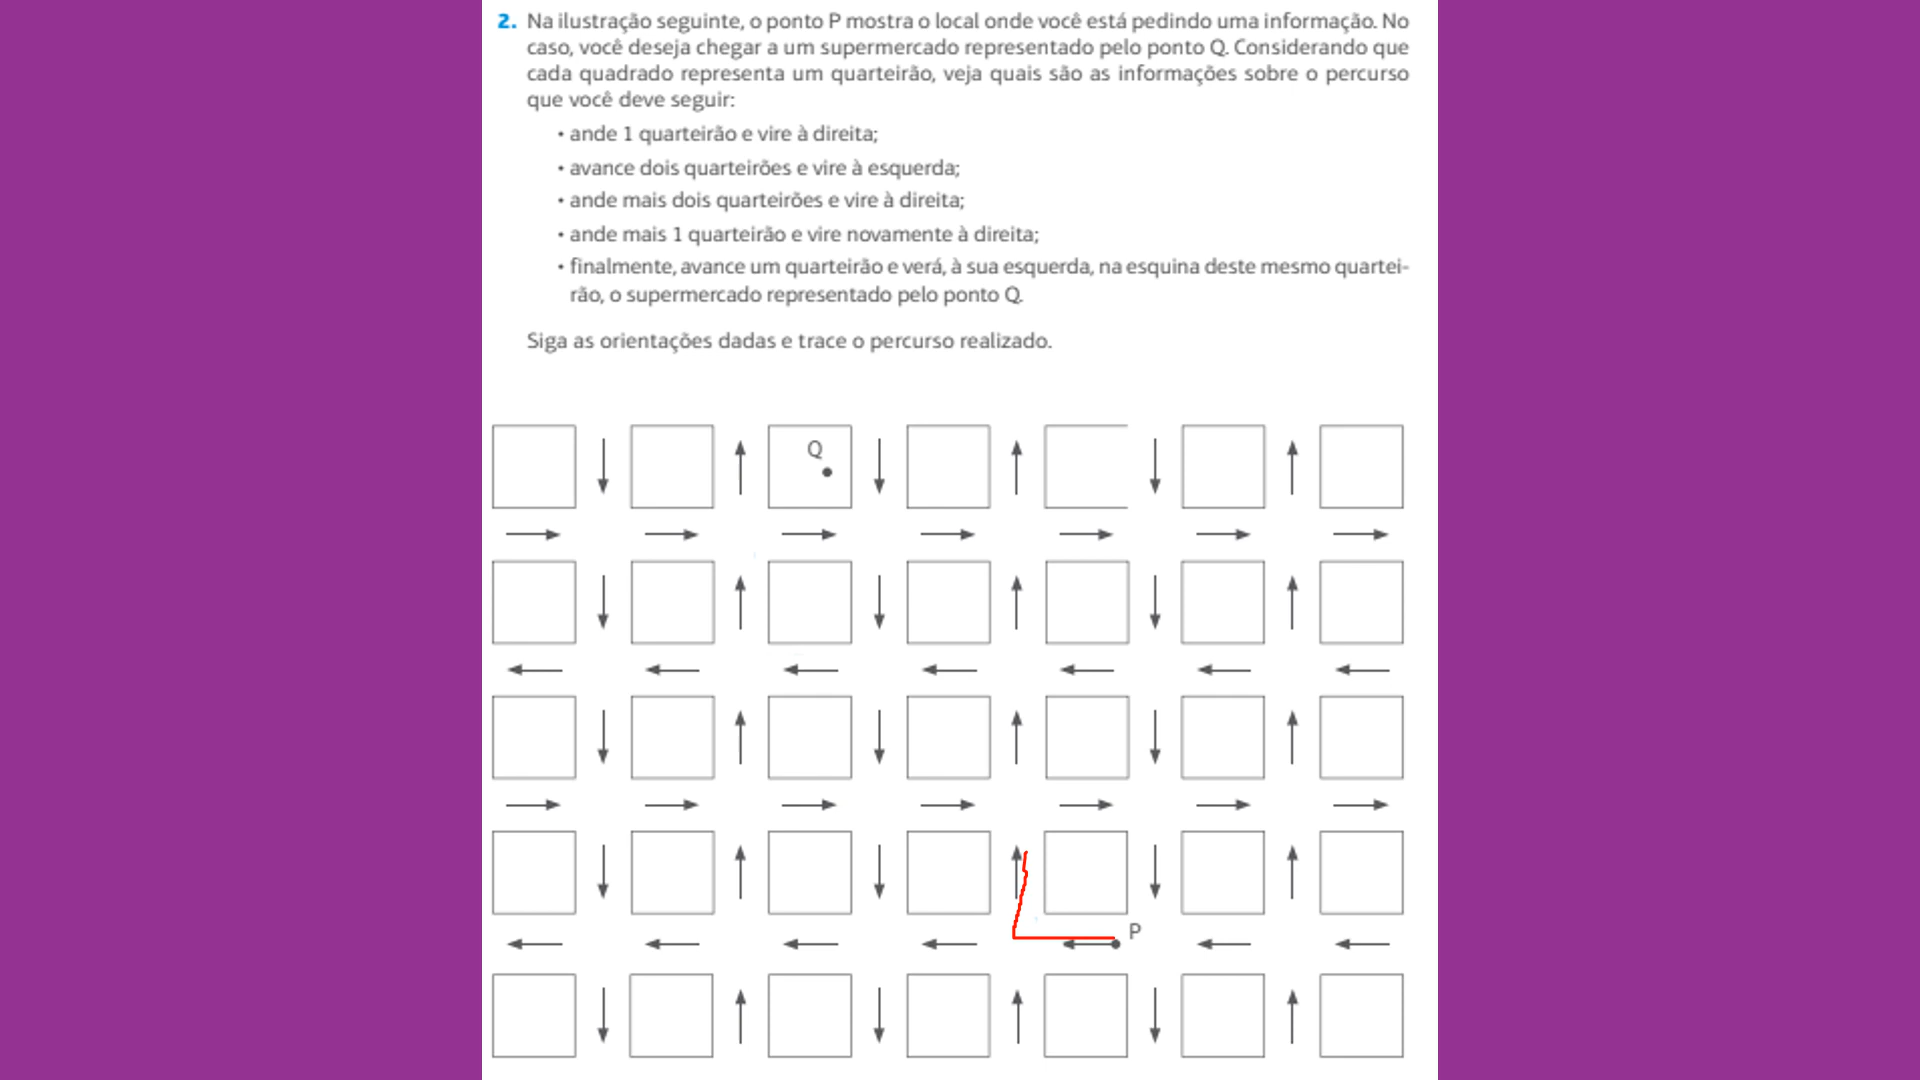 2. Na ilustração seguinte, o ponto P mostra o local onde você está pedindo uma informação. No
caso, você deseja chegar a um supermercado representado pelo ponto Q. Considerando que
cada quadrado representa um quarteirão, veja quais são as informações sobre o percurso
que você deve seguir:
• ande 1 quarteirão e vire à direita;
• avance dois quarteirões e vire à esquerda;
• ande mais dois quarteirões e vire à direita;
• ande mais 1 quarteirão e vire novamente à direita;
• finalmente, avance um quarteirão e verá, à sua esquerda, na esquina deste mesmo quartei-
rão, o supermercado representado pelo ponto Q.
Siga as orientações dadas e trace o percurso realizado.
Q
P